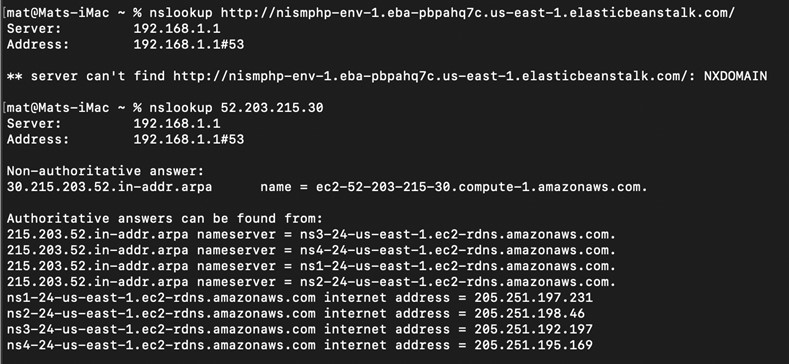 [mat@Mats-iMac ~ % nslookup http://nismphp-env-1.eba-pbpahq7c.us-east-1.elasticbeanstalk.com/
Server: 192.168.1.1
Address: 192.168.1.1#53
** server can't find http://nismphp-env-1.eba-pbpahq7c.us-east-1.elasticbeanstalk.com/: NXDOMAIN
[mat@Mats-iMac ~ % nslookup 52.203.215.30
Server: 192.168.1.1
Address: 192.168.1.1#53
Non-authoritative answer:
30.215.203.52.in-addr.arpa name = ec2-52-203-215-30.compute-1.amazonaws.com.
Authoritative answers can be found from:
215.203.52.in-addr.arpa nameserver = ns3-24-us-east-1.ec2-rdns.amazonaws.com.
215.203.52.in-addr.arpa nameserver = ns4-24-us-east-1.ec2-rdns.amazonaws.com.
215.203.52.in-addr.arpa nameserver = ns1-24-us-east-1.ec2-rdns.amazonaws.com.
215.203.52.in-addr.arpa nameserver = ns2-24-us-east-1.ec2-rdns.amazonaws.com.
ns1-24-us-east-1.ec2-rdns.amazonaws.com internet address = 205.251.197.231
ns2-24-us-east-1.ec2-rdns.amazonaws.com internet address = 205.251.198.46
ns3-24-us-east-1.ec2-rdns.amazonaws.com internet address = 205.251.192.197
ns4-24-us-east-1.ec2-rdns.amazonaws.com internet address = 205.251.195.169